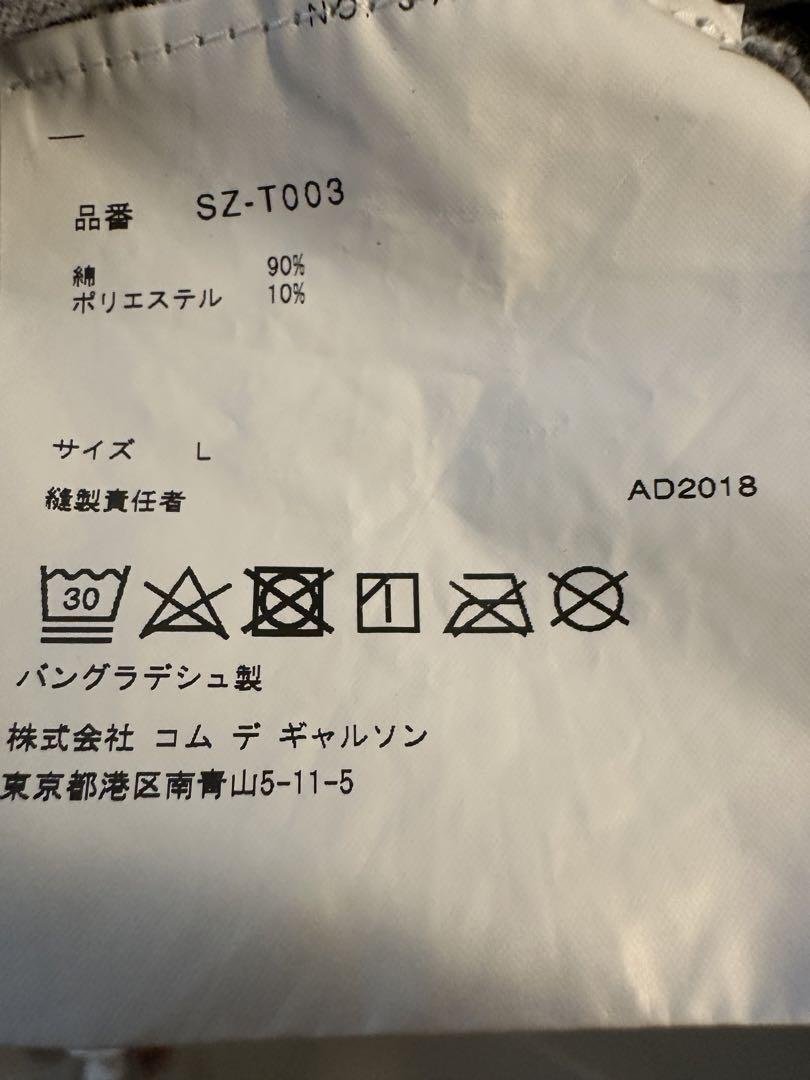 品番 SZ-T003
綿 90%
ポリエステル 10%
サイズ L
縫製責任者
AD2018
30
バングラデシュ製
株式会社 コム デ ギャルソン
東京都港区南青山5-11-5